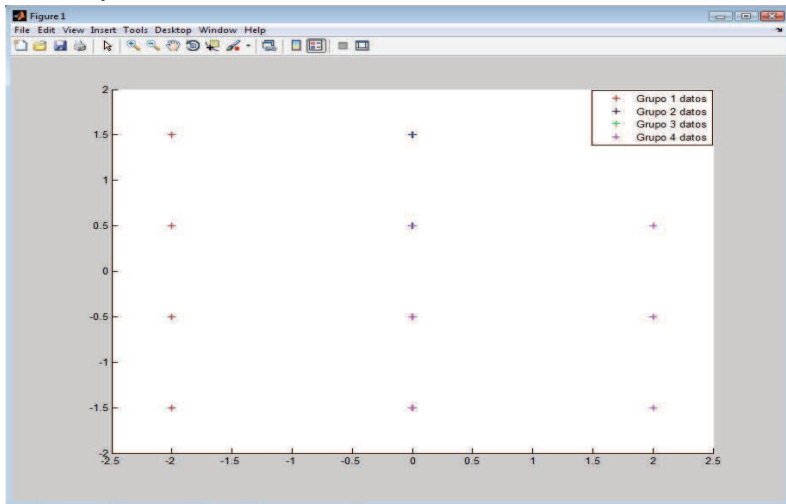 Figure 1
File Edit View Insert Tools Desktop Window Help
Grupo 1 datos
Grupo 2 datos
Grupo 3 datos
Grupo 4 datos
2
1.5
1
0.5
0
-0.5
-1
-1.5
-2
-2.5 -2 -1.5 -1 -0.5 0 0.5 1 1.5 2 2.5